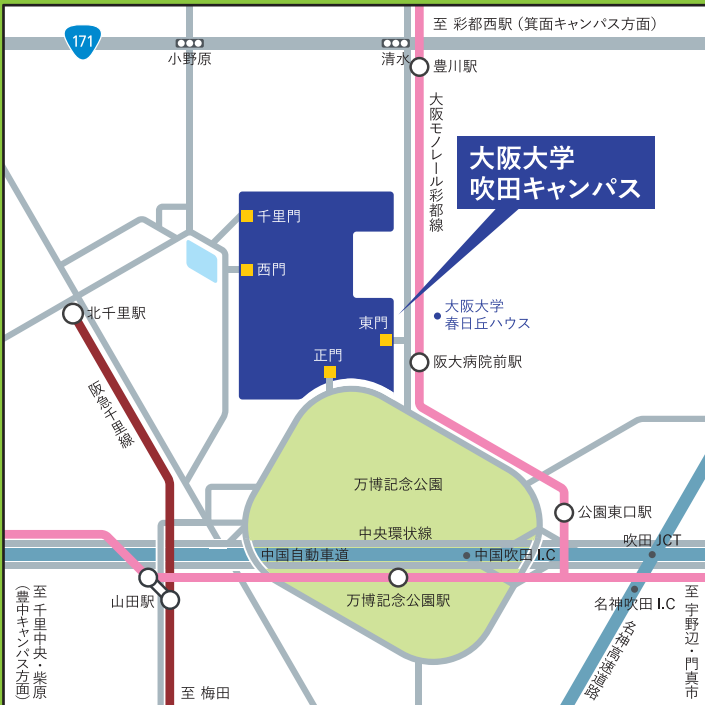 至 彩都西駅（箕面キャンパス方面）
171
小野原
清水
豊川駅
大阪モノレール彩都線
大阪大学
吹田キャンパス
千里門
西門
北千里駅
大阪大学
春日丘ハウス
東門
正門
阪大病院前駅
阪急千里線
万博記念公園
公園東口駅
中央環状線
吹田 JCT
中国自動車道
中国吹田 I.C
山田駅
万博記念公園駅
名神吹田 I.C
至 千里中央・柴原
（豊中キャンパス方面）
名神高速道路
至 宇野辺・門真市
至 梅田